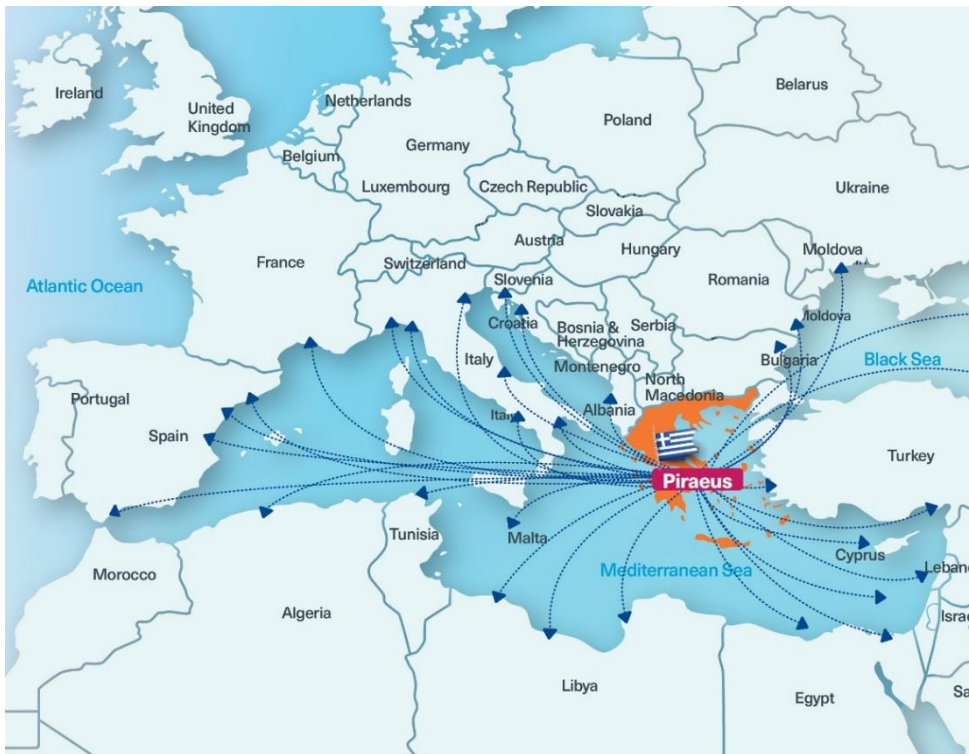 Ireland
United
Kingdom
Netherlands
Belgium
Germany
Poland
Belarus
Luxembourg
Czech Republic
Ukraine
Slovakia
Austria
Hungary
Moldova
France
Switzerland
Slovenia
Romania
Atlantic Ocean
Croatia
Bosnia &
Herzegovina
Serbia
Moldova
Italy
Montenegro
Bulgaria
Black Sea
North
Macedonia
Portugal
Spain
Italy
Albania
Turkey
Piraeus
Tunisia
Malta
Cyprus
Mediterranean Sea
Morocco
Algeria
Libya
Egypt